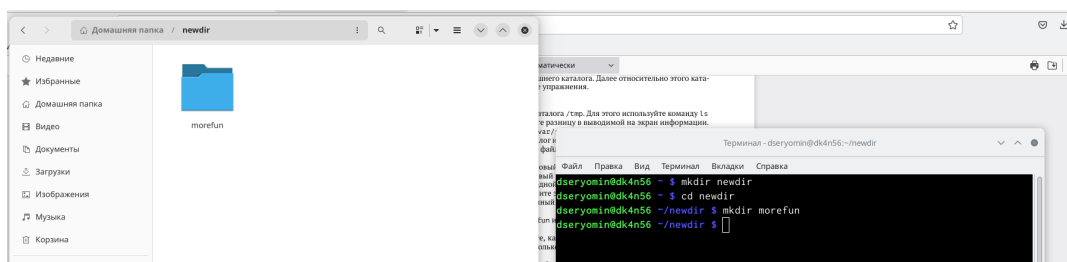 Домашняя папка / newdir
Недавние
Избранные
Домашняя папка
Видео
Документы
Загрузки
Изображения
Музыка
Корзина
morefun
матически
шнего каталога. Далее относительно этого ката-
упражнения.
аталога /tmp. Для этого используйте команду ls
те разницу в выводимой на экран информации.
Терминал - dseryomin@dk4n56:~/newdir
Файл Правка Вид Терминал Вкладки Справка
dseryomin@dk4n56 ~ $ mkdir newdir
dseryomin@dk4n56 ~ $ cd newdir
dseryomin@dk4n56 ~/newdir $ mkdir morefun
dseryomin@dk4n56 ~/newdir $